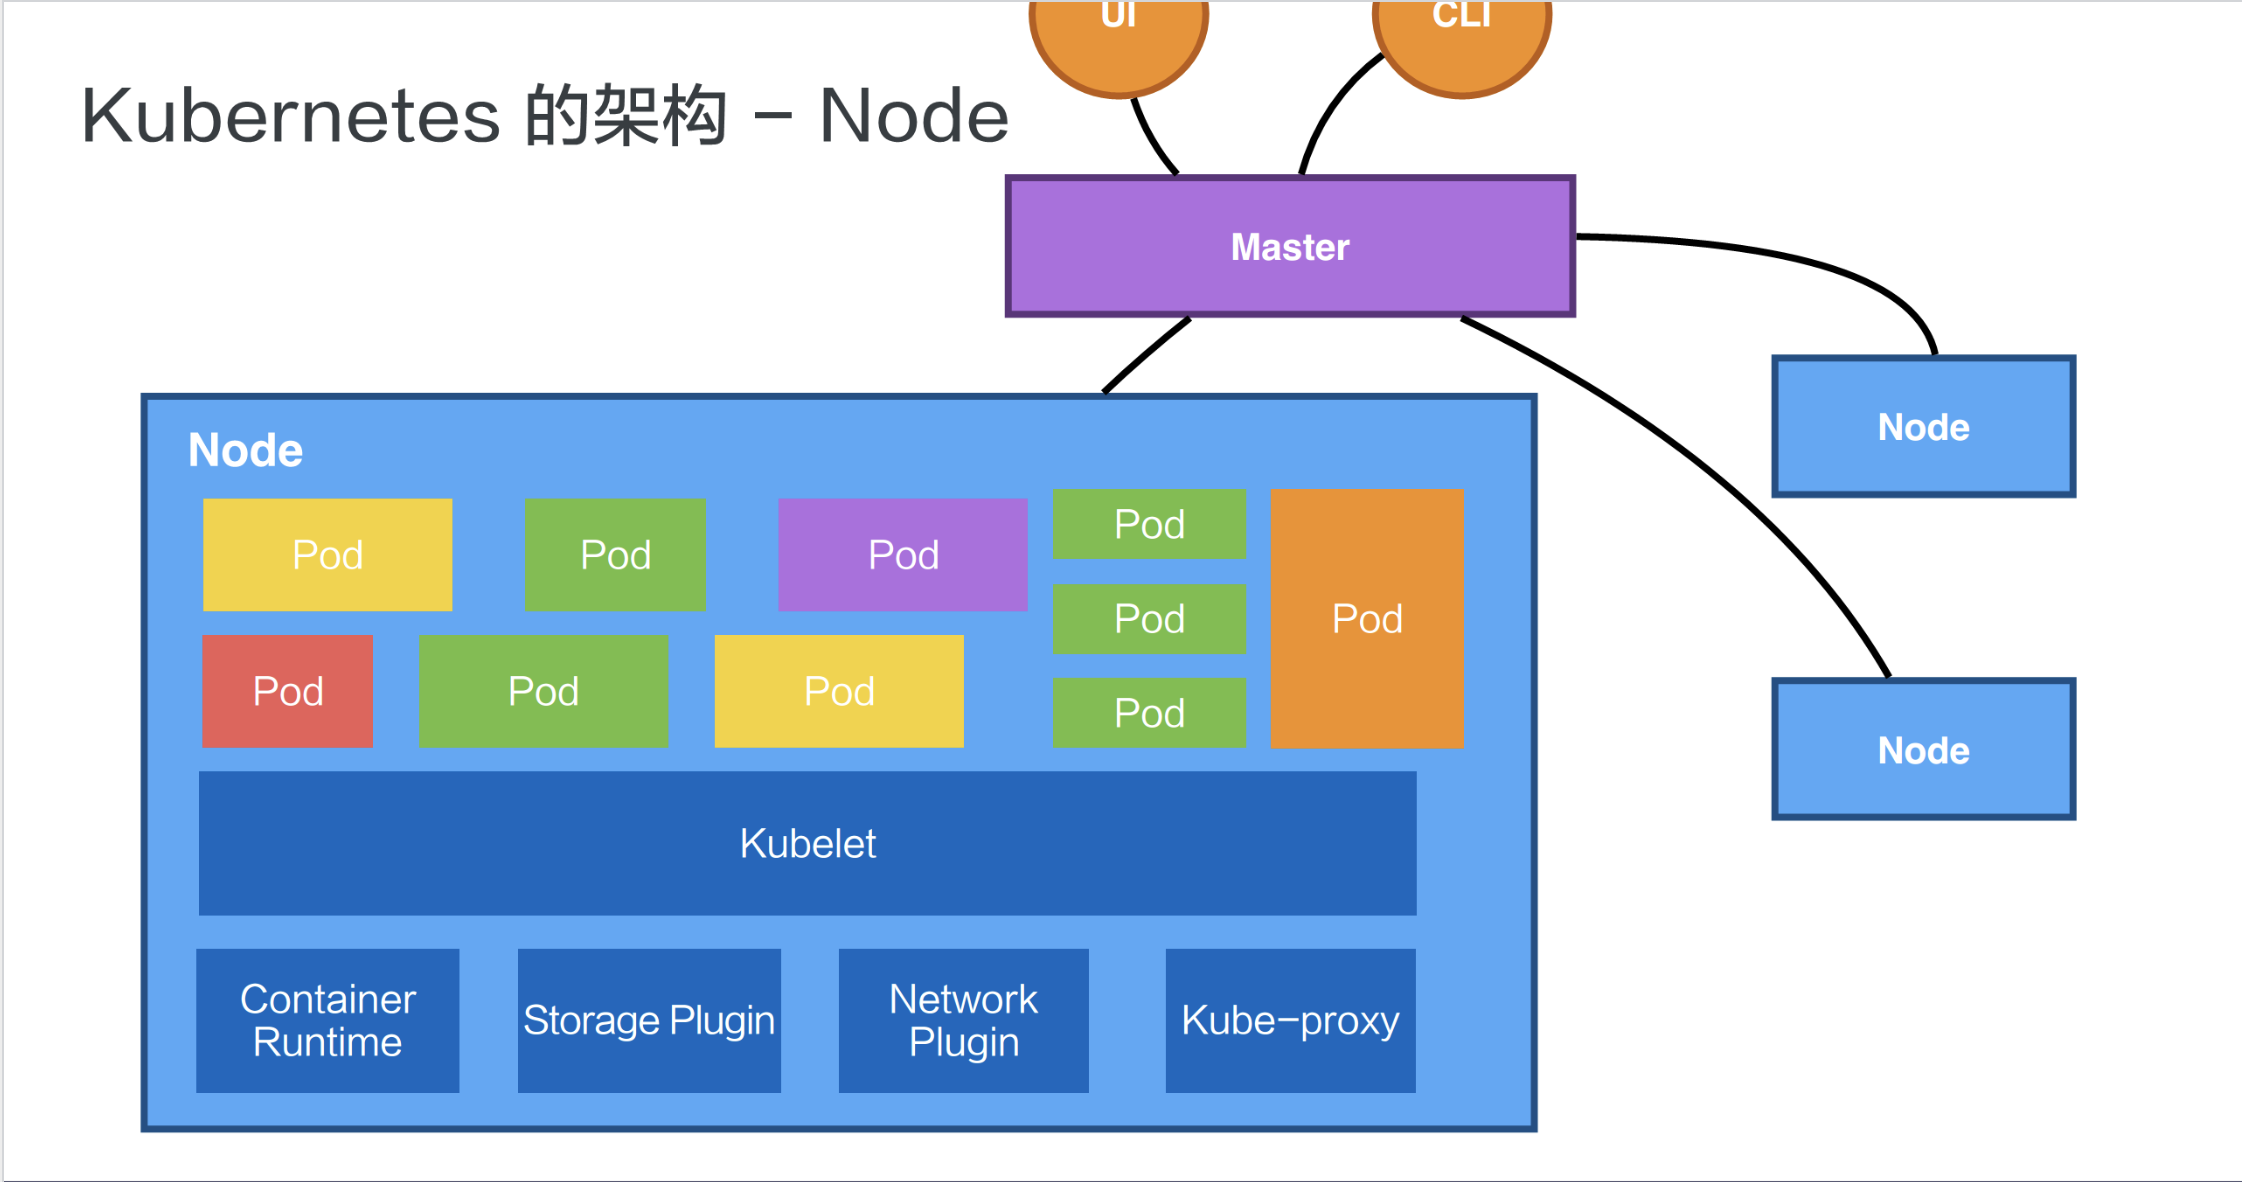 UI
CLI
Kubernetes 的架构 - Node
Master
Node
Node
Pod
Pod
Pod
Pod
Pod
Pod
Pod
Pod
Pod
Pod
Node
Kubelet
Container
Runtime
Storage Plugin
Network
Plugin
Kube-proxy